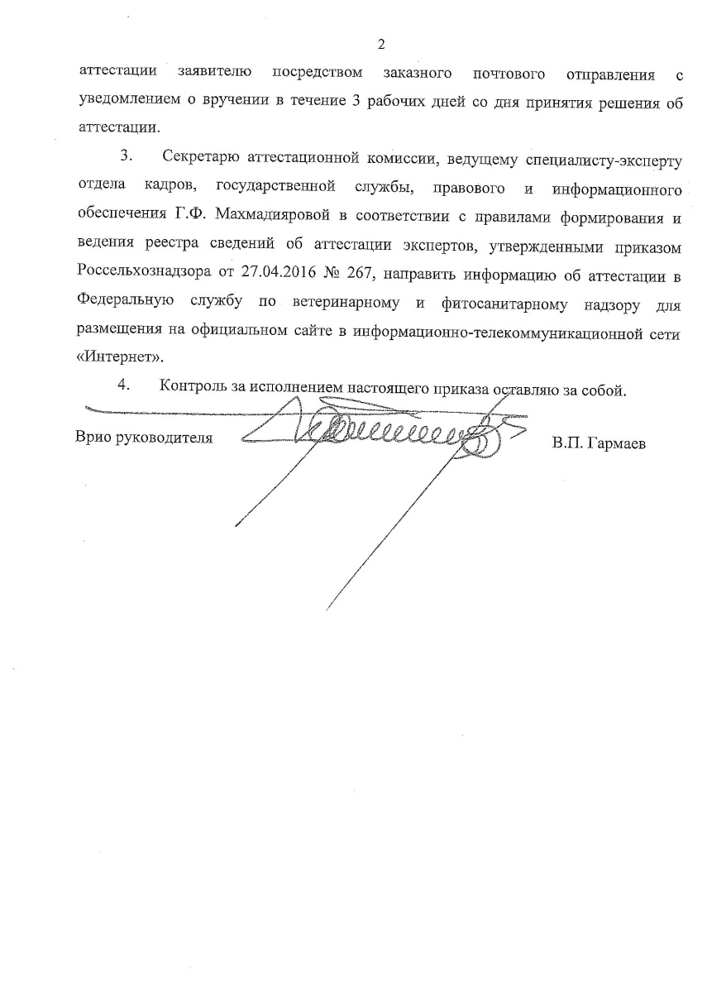 2
аттестации заявителю посредством заказного почтового отправления с
уведомлением о вручении в течение 3 рабочих дней со дня принятия решения об
аттестации.
3. Секретарю аттестационной комиссии, ведущему специалисту-эксперту
отдела кадров, государственной службы, правового и информационного
обеспечения Г.Ф. Махмадияровой в соответствии с правилами формирования и
ведения реестра сведений об аттестации экспертов, утвержденными приказом
Россельхознадзора от 27.04.2016 № 267, направить информацию об аттестации в
Федеральную службу по ветеринарному и фитосанитарному надзору для
размещения на официальном сайте в информационно-телекоммуникационной сети
«Интернет».
4. Контроль за исполнением настоящего приказа оставляю за собой.
Врио руководителя
В.П. Гармаев